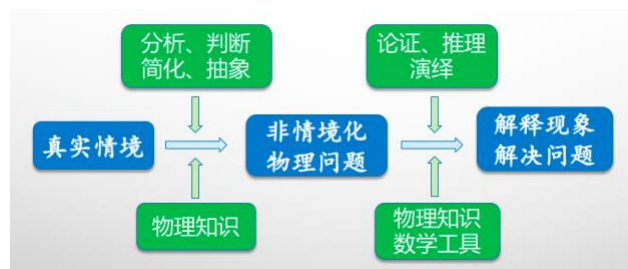 分析、判断
简化、抽象
论证、推理
演绎
真实情境
非情境化
物理问题
解释现象
解决问题
物理知识
物理知识
数学工具